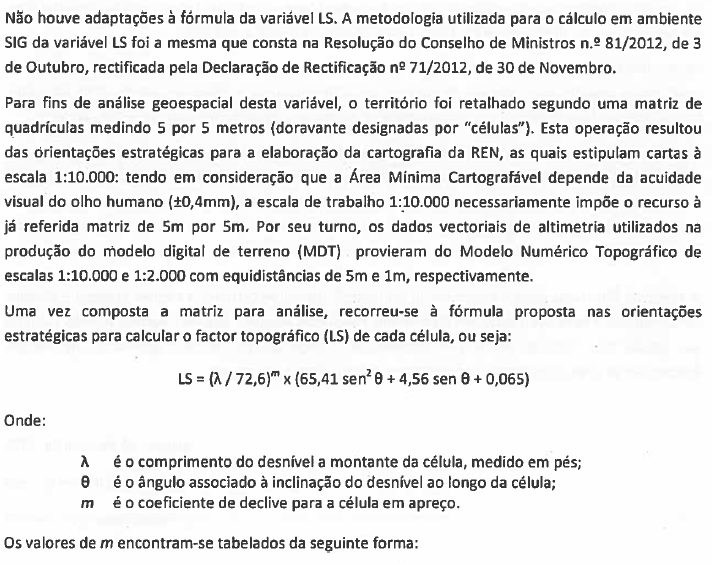 Não houve adaptações à fórmula da variável LS. A metodologia utilizada para o cálculo em ambiente
SIG da variável LS foi a mesma que consta na Resolução do Conselho de Ministros n.º 81/2012, de 3
de Outubro, rectificada pela Declaração de Rectificação nº 71/2012, de 30 de Novembro.
Para fins de análise geoespacial desta variável, o território foi retalhado segundo uma matriz de
quadrículas medindo 5 por 5 metros (doravante designadas por "células"). Esta operação resultou
das orientações estratégicas para a elaboração da cartografia da REN, as quais estipulam cartas à
escala 1:10.000: tendo em consideração que a Área Mínima Cartografável depende da acuidade
visual do olho humano (±0,4mm), a escala de trabalho 1:10.000 necessariamente impõe o recurso à
já referida matriz de 5m por 5m. Por seu turno, os dados vectoriais de altimetria utilizados na
produção do modelo digital de terreno (MDT) provieram do Modelo Numérico Topográfico de
escalas 1:10.000 e 1:2.000 com equidistâncias de 5m e 1m, respectivamente.
Uma vez composta a matriz para análise, recorreu-se à fórmula proposta nas orientações
estratégicas para calcular o factor topográfico (LS) de cada célula, ou seja:
LS = (λ / 72,6)^m x (65,41 sen² θ + 4,56 sen θ + 0,065)
Onde:
λ é o comprimento do desnível a montante da célula, medido em pés;
θ é o ângulo associado à inclinação do desnível ao longo da célula;
m é o coeficiente de declive para a célula em apreço.
Os valores de m encontram-se tabelados da seguinte forma: